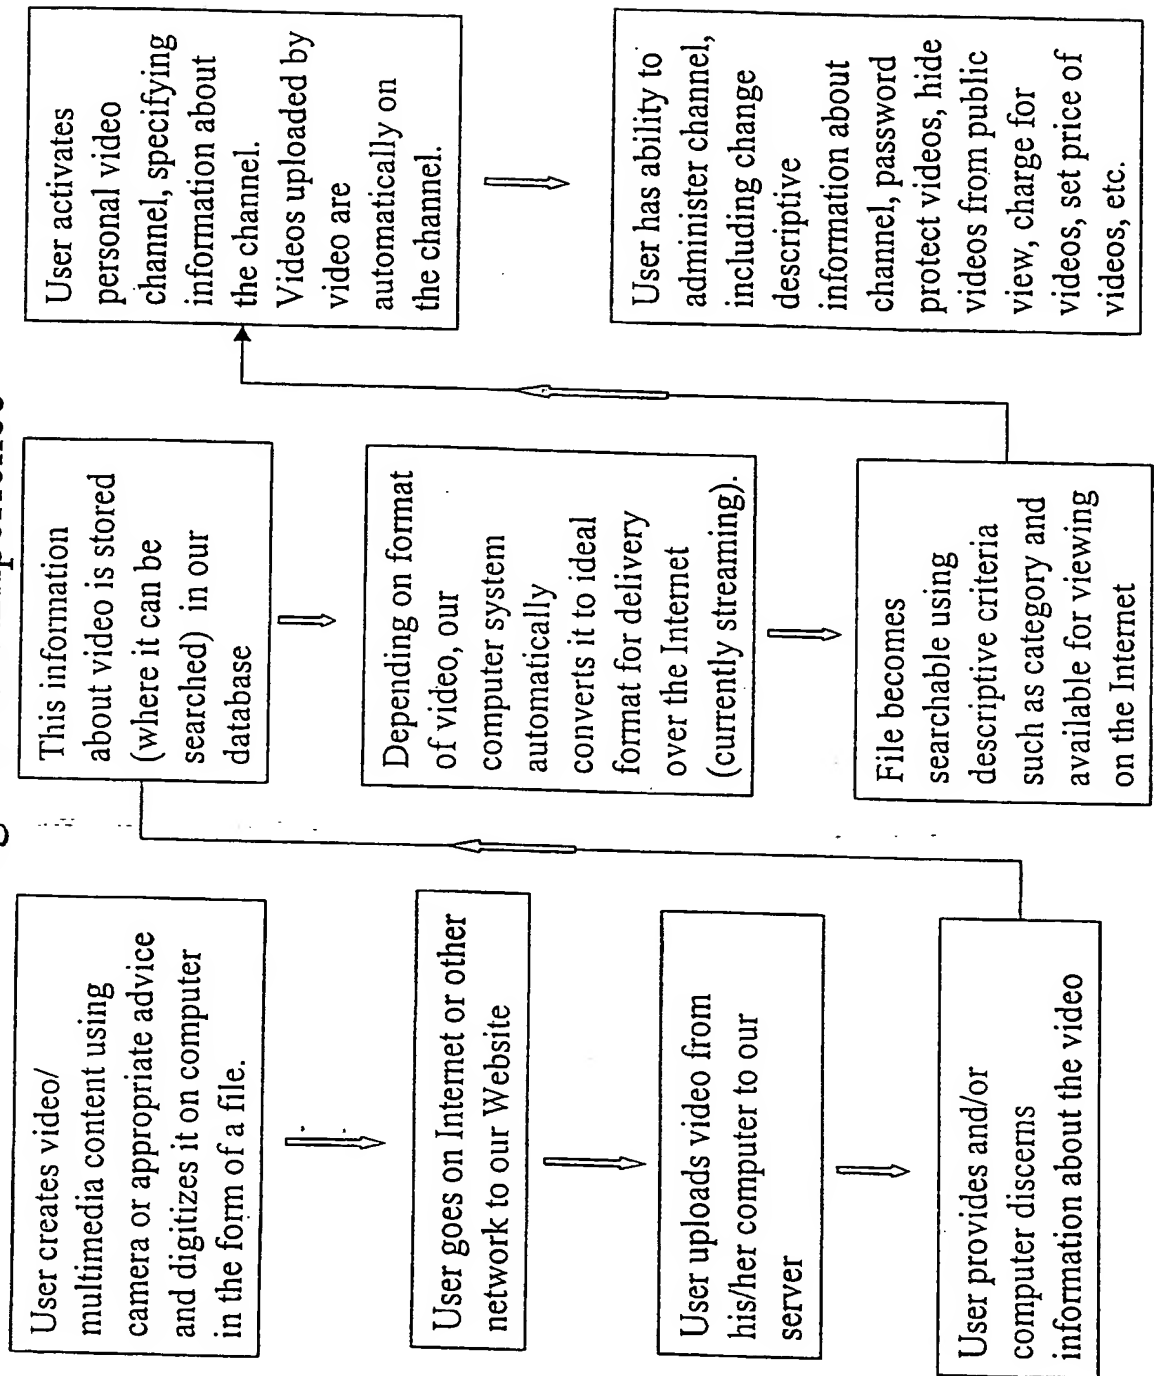 User creates video/
multimedia content using
camera or appropriate advice
and digitizes it on computer
in the form of a file.
User goes on Internet or other
network to our Website
User uploads video from
his/her computer to our
server
User provides and/or
computer discerns
information about the video
This information
about video is stored
(where it can be
searched) in our
database
Depending on format
of video, our
computer system
automatically
converts it to ideal
format for delivery
over the Internet
(currently streaming).
File becomes
searchable using
descriptive criteria
such as category and
available for viewing
on the Internet
User activates
personal video
channel, specifying
information about
the channel.
Videos uploaded by
video are
automatically on
the channel.
User has ability to
administer channel,
including change
descriptive
information about
channel, password
protect videos, hide
videos from public
view, charge for
videos, set price of
videos, etc.